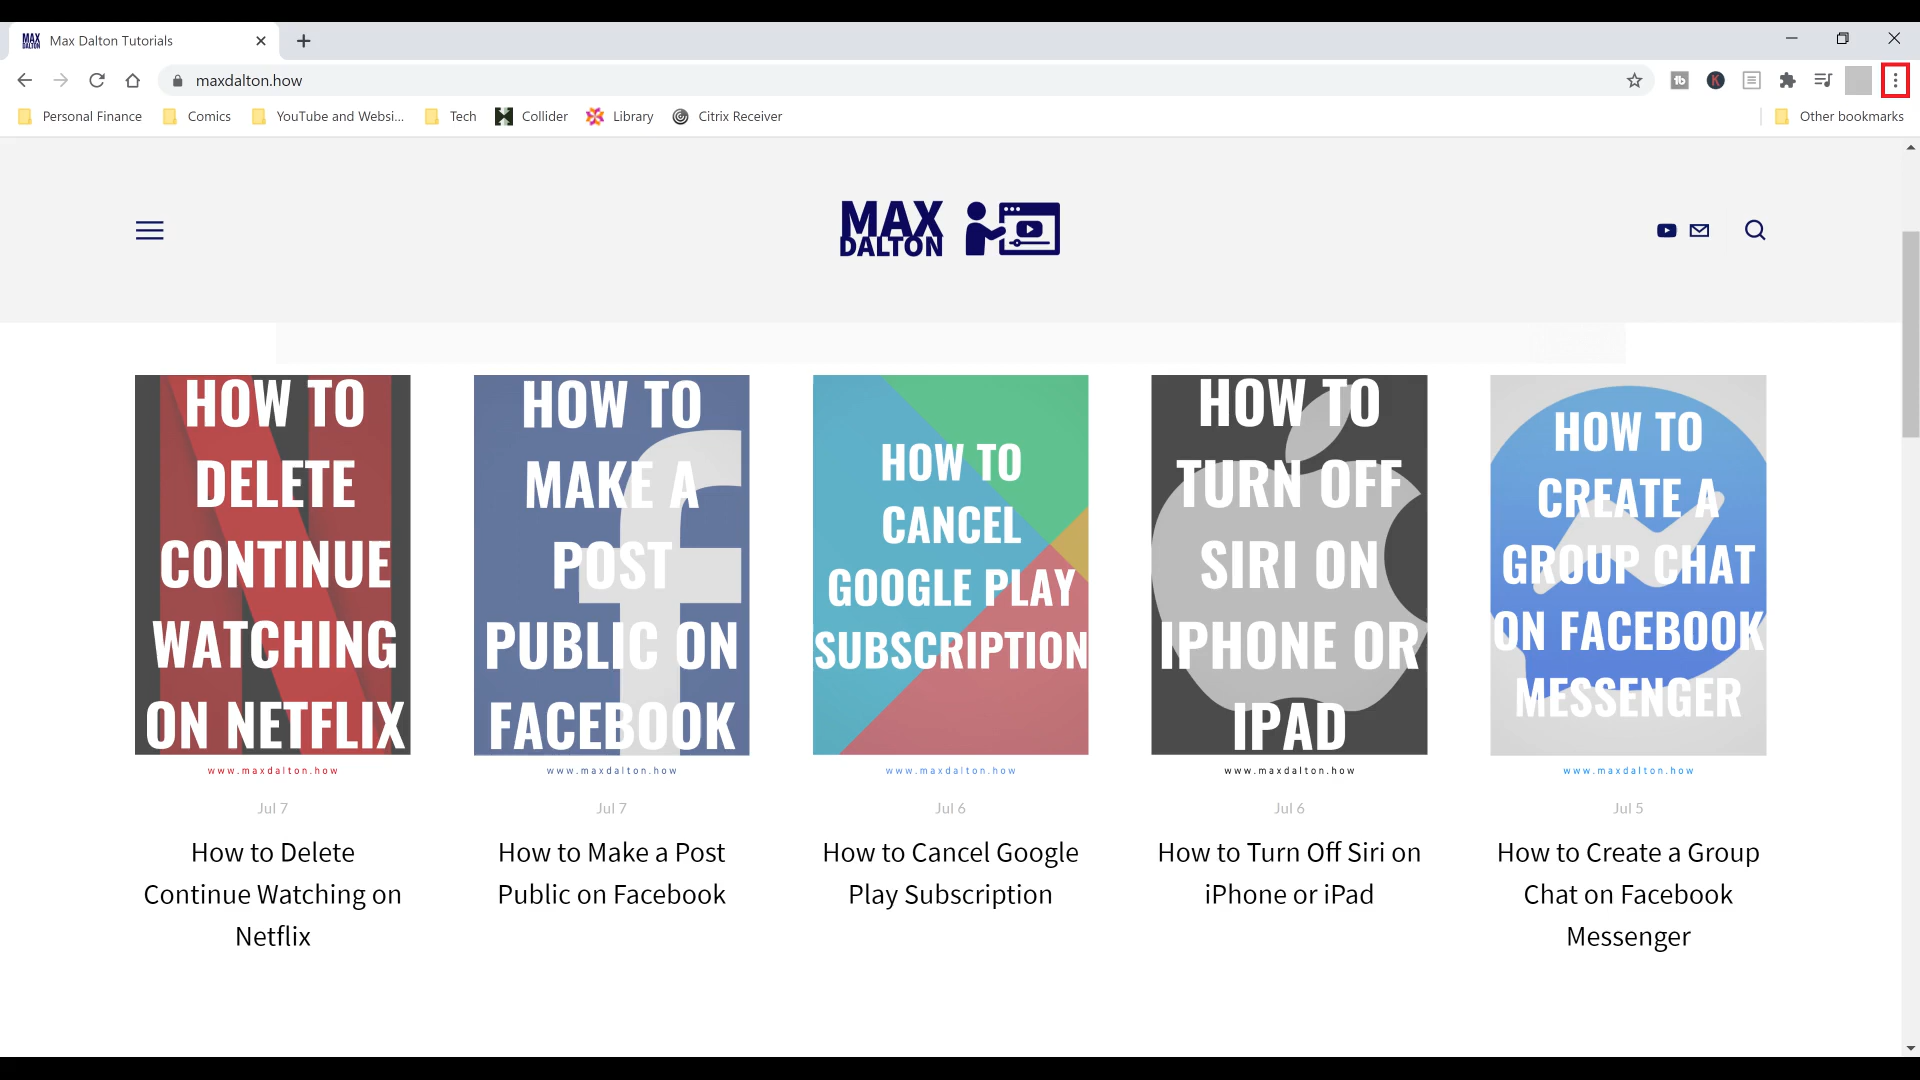 MAX
DALTON
Max Dalton Tutorials
maxdalton.how
tb
K
Personal Finance
Comics
YouTube and Websi...
Tech
Collider
Library
Citrix Receiver
Other bookmarks
MAX
DALTON
HOW TO
DELETE
CONTINUE
WATCHING
ON NETFLIX
www.maxdalton.how
Jul 7
How to Delete
Continue Watching on
Netflix
HOW TO
MAKE A
POST
PUBLIC ON
FACEBOOK
www.maxdalton.how
Jul 7
How to Make a Post
Public on Facebook
HOW TO
CANCEL
GOOGLE PLAY
SUBSCRIPTION
www.maxdalton.how
Jul 6
How to Cancel Google
Play Subscription
HOW TO
TURN OFF
SIRI ON
IPHONE OR
IPAD
www.maxdalton.how
Jul 6
How to Turn Off Siri on
iPhone or iPad
HOW TO
CREATE A
GROUP CHAT
ON FACEBOOK
MESSENGER
www.maxdalton.how
Jul 5
How to Create a Group
Chat on Facebook
Messenger